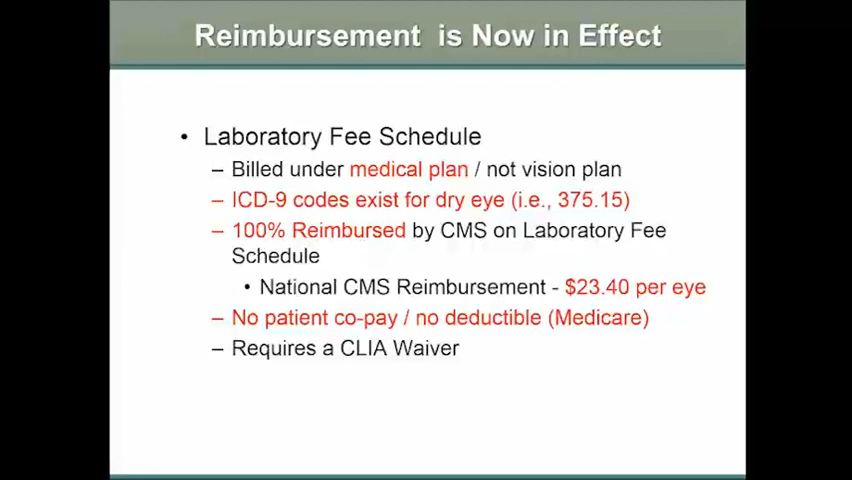 Reimbursement is Now in Effect
• Laboratory Fee Schedule
– Billed under medical plan / not vision plan
– ICD-9 codes exist for dry eye (i.e., 375.15)
– 100% Reimbursed by CMS on Laboratory Fee
Schedule
• National CMS Reimbursement - $23.40 per eye
– No patient co-pay / no deductible (Medicare)
– Requires a CLIA Waiver